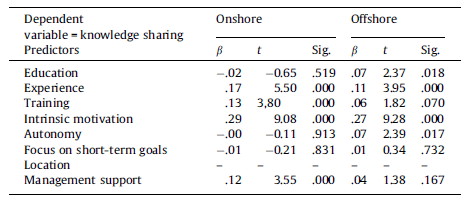 Dependent Onshore Offshore
variable = knowledge sharing
Predictors β t Sig. β t Sig.
Education −.02 −0.65 .519 .07 2.37 .018
Experience .17 5.50 .000 .11 3.95 .000
Training .13 3,80 .000 .06 1.82 .070
Intrinsic motivation .29 9.08 .000 .27 9.28 .000
Autonomy −.00 −0.11 .913 .07 2.39 .017
Focus on short-term goals −.01 −0.21 .831 .01 0.34 .732
Location – – – – – –
Management support .12 3.55 .000 .04 1.38 .167